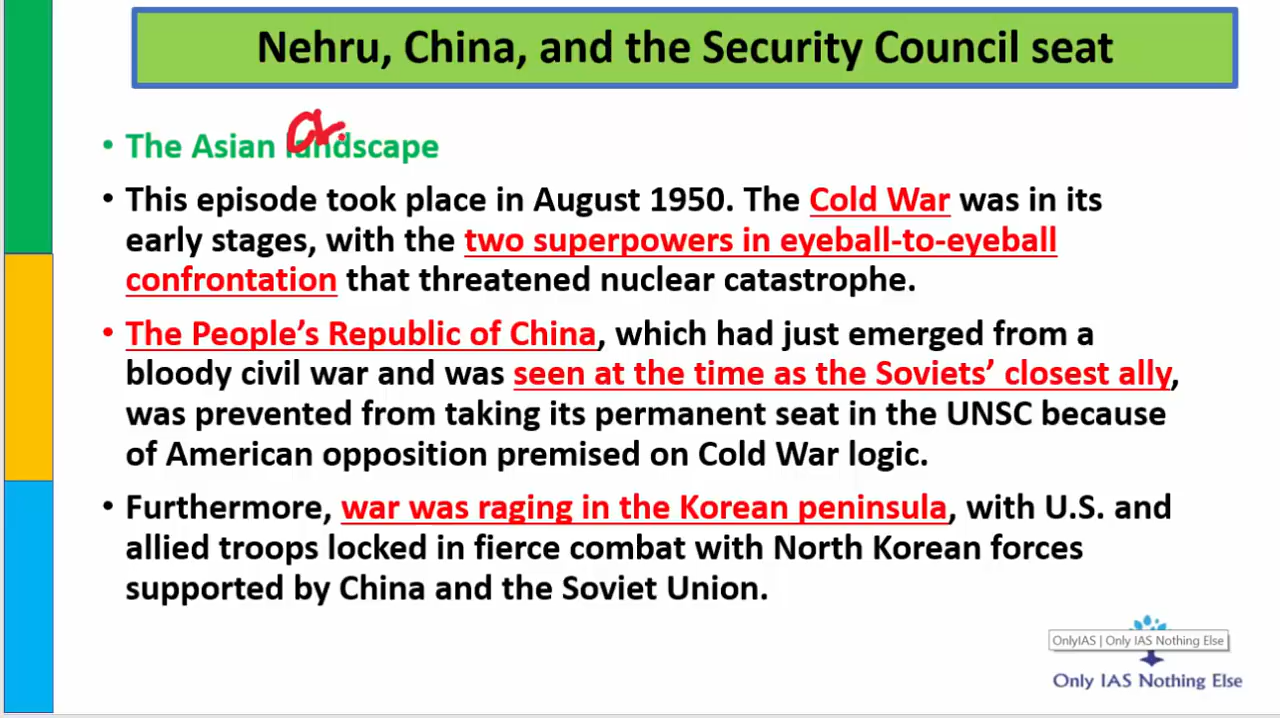 Nehru, China, and the Security Council seat
• The Asian landscape
• This episode took place in August 1950. The Cold War was in its
early stages, with the two superpowers in eyeball-to-eyeball
confrontation that threatened nuclear catastrophe.
• The People’s Republic of China, which had just emerged from a
bloody civil war and was seen at the time as the Soviets’ closest ally,
was prevented from taking its permanent seat in the UNSC because
of American opposition premised on Cold War logic.
• Furthermore, war was raging in the Korean peninsula, with U.S. and
allied troops locked in fierce combat with North Korean forces
supported by China and the Soviet Union.
OnlyIAS | Only IAS Nothing Else
Only IAS Nothing Else